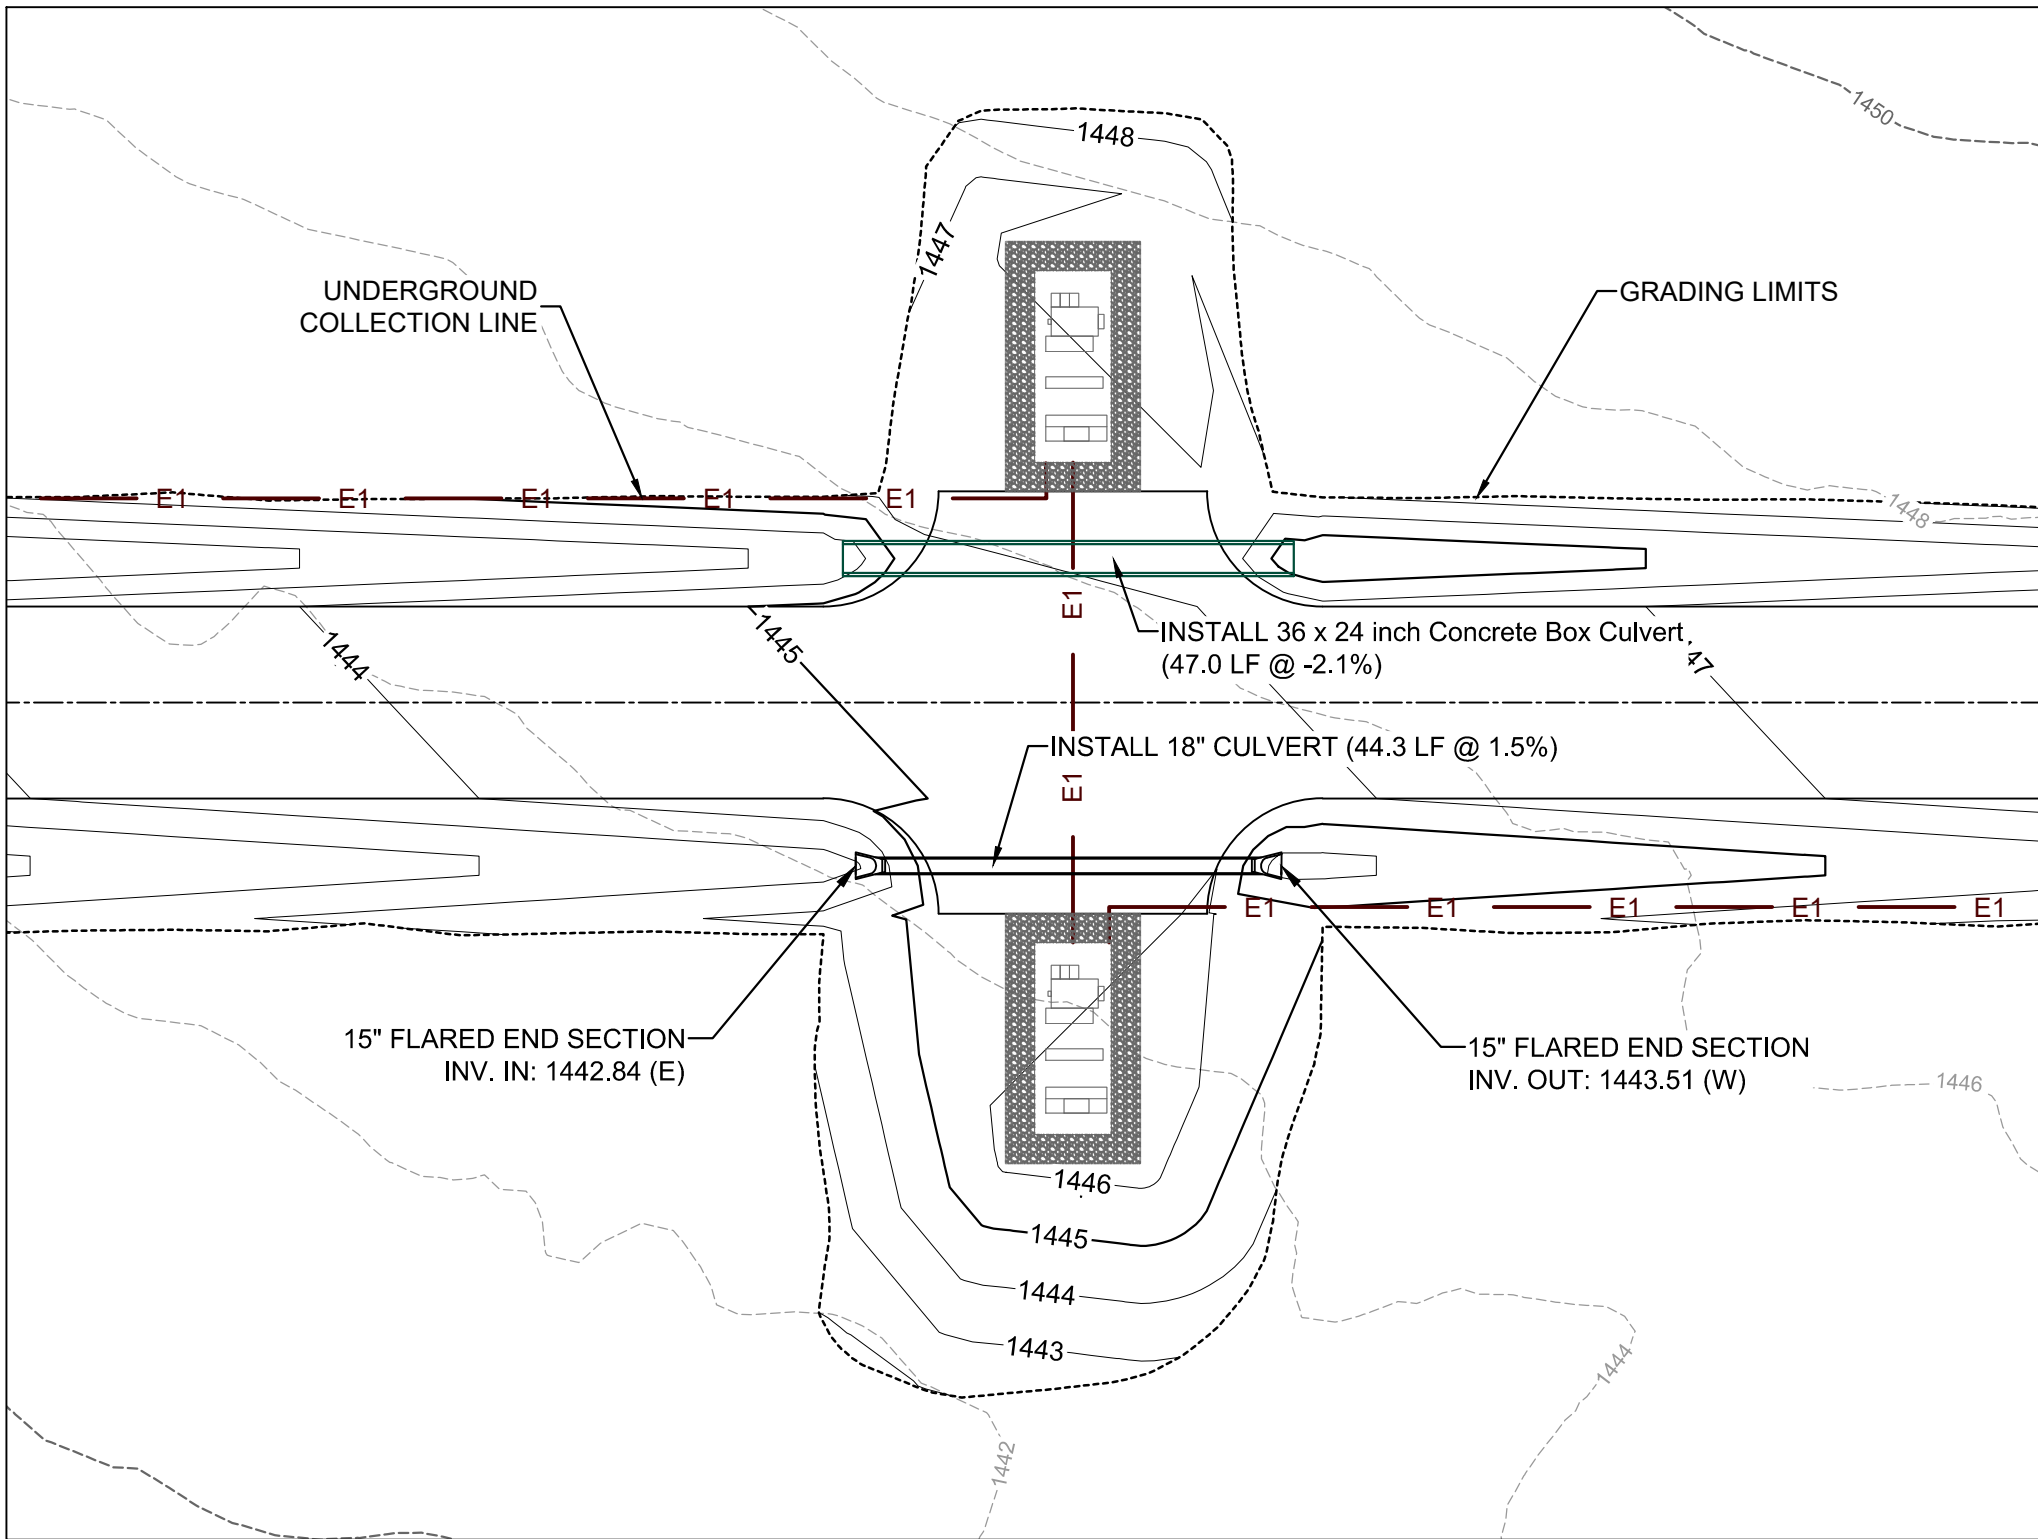 1450
1448
1447
UNDERGROUND
COLLECTION LINE
GRADING LIMITS
E1 E1 E1 E1 E1
1448
E1
INSTALL 36 x 24 inch Concrete Box Culvert
(47.0 LF @ -2.1%)
1444
1445
47
INSTALL 18" CULVERT (44.3 LF @ 1.5%)
E1
E1 E1 E1 E1 E1
15" FLARED END SECTION
INV. IN: 1442.84 (E)
15" FLARED END SECTION
INV. OUT: 1443.51 (W)
1446
1446
1445
1444
1443
1444
1442